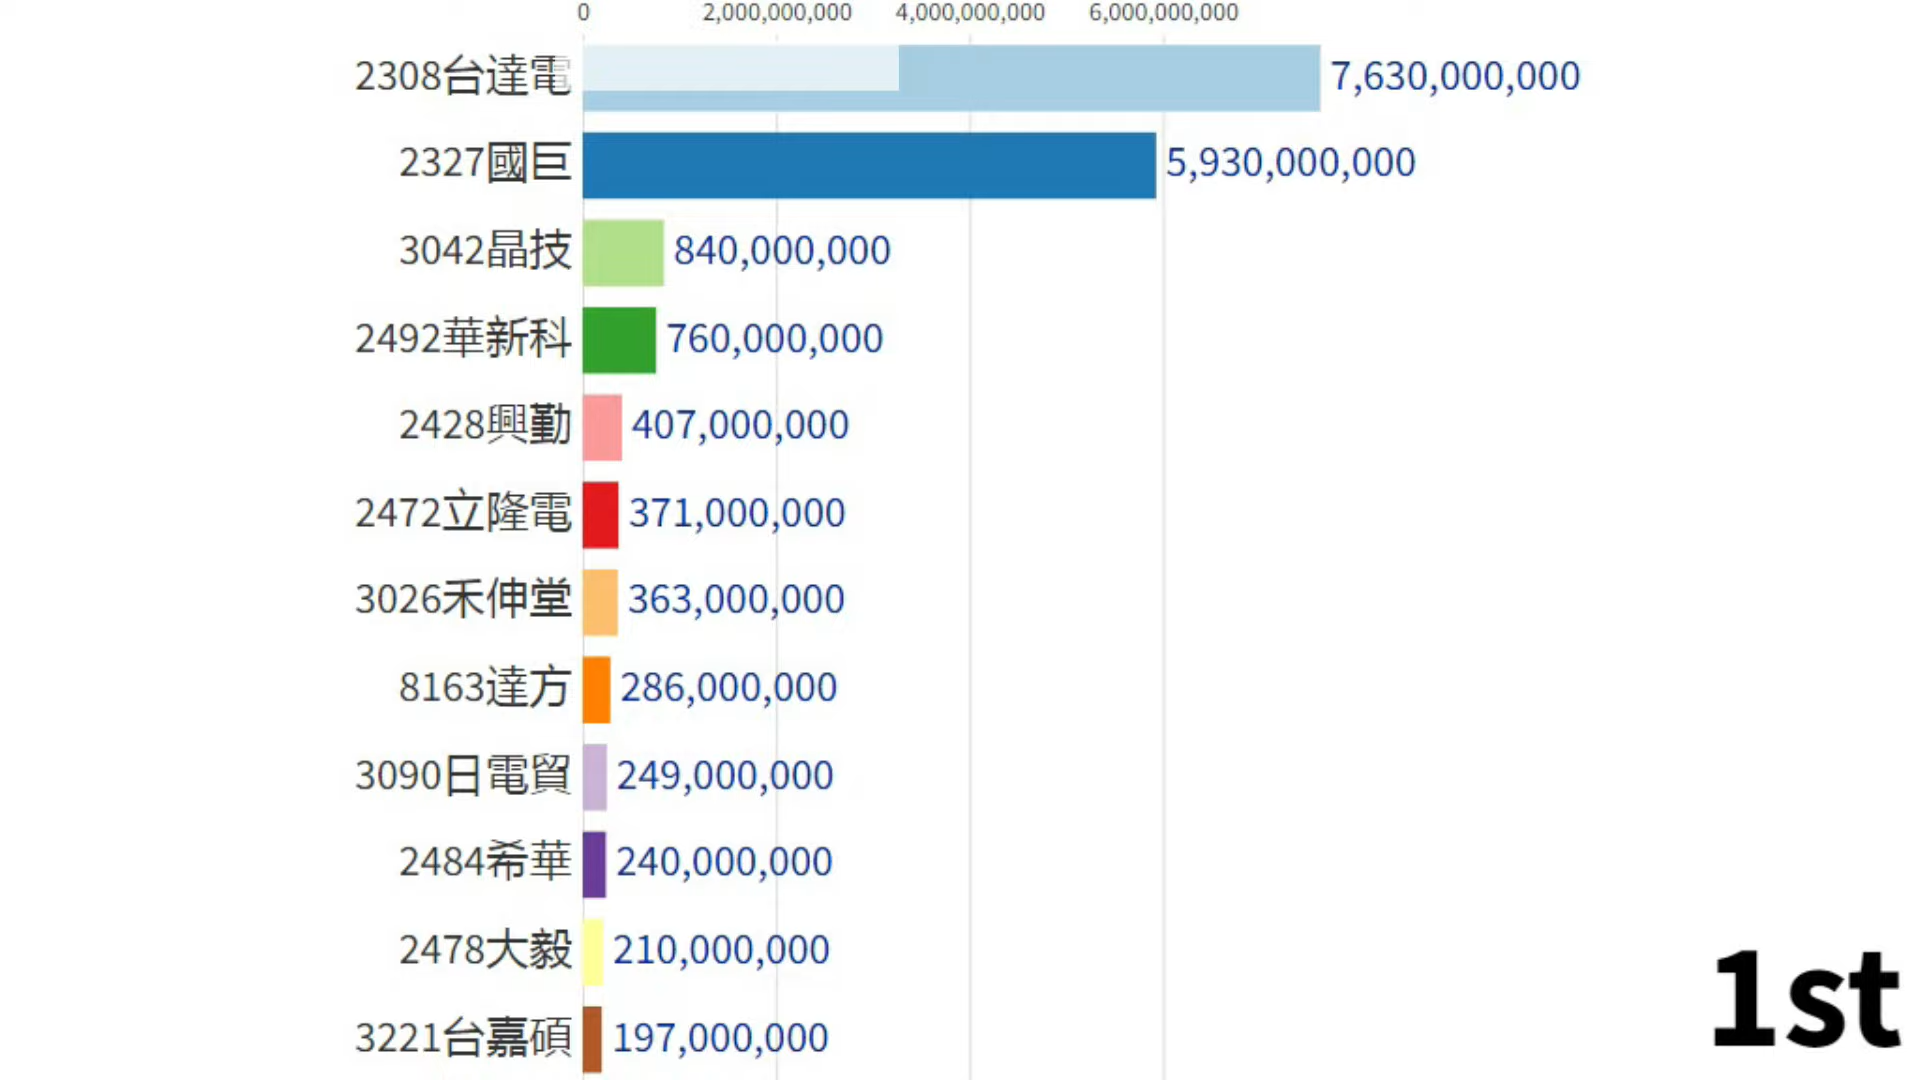 0 2,000,000,000 4,000,000,000 6,000,000,000
2308台達電 7,630,000,000
2327國巨 5,930,000,000
3042晶技 840,000,000
2492華新科 760,000,000
2428興勤 407,000,000
2472立隆電 371,000,000
3026禾伸堂 363,000,000
8163達方 286,000,000
3090日電貿 249,000,000
2484希華 240,000,000
2478大毅 210,000,000
3221台嘉碩 197,000,000
1st